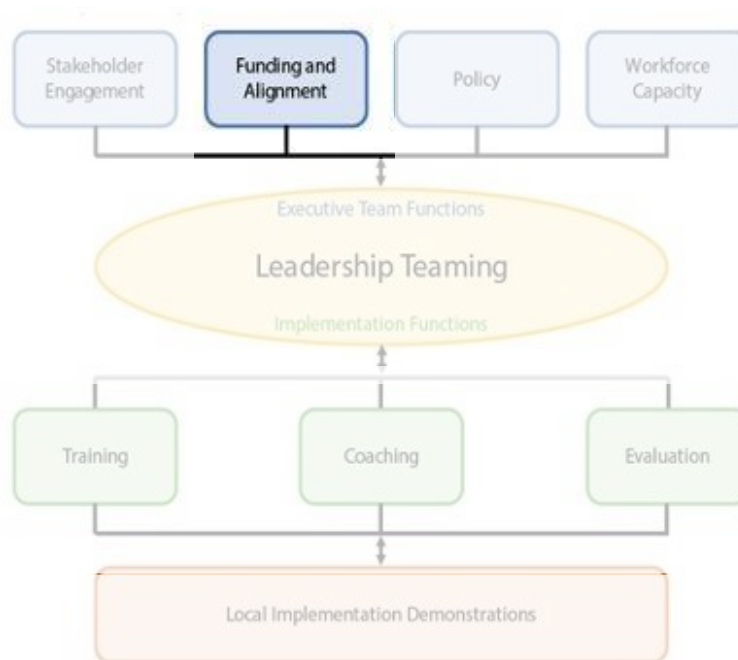 Stakeholder
Engagement
Funding and
Alignment
Policy
Workforce
Capacity
Executive Team Functions
Leadership Teaming
Implementation Functions
Training
Coaching
Evaluation
Local Implementation Demonstrations